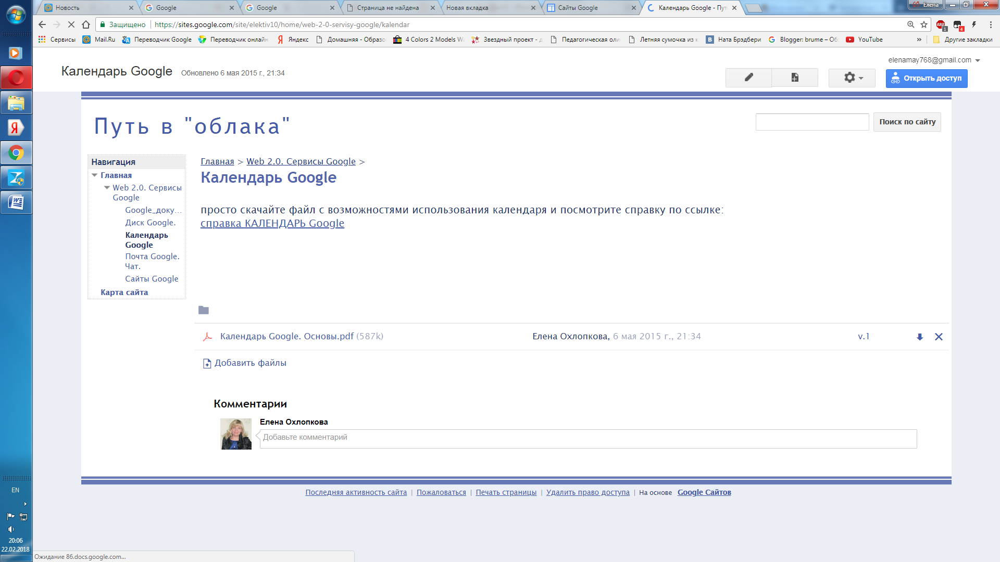 Новость
Google
Google
Страница не найдена
Новая вкладка
Сайты Google
Календарь Google - Пут
Елена
Защищено
https://sites.google.com/site/elektiv10/home/web-2-0-servisy-google/kalendar
Сервисы
Mail.Ru
Переводчик Google
Переводчик онлайн
Яндекс
Домашняя - Образо
4 Colors 2 Models W
Звездный проект - д
Педагогическая оли
Летняя сумочка из к
Ната Брэдбери
Blogger: brume – Об
YouTube
»
Другие закладки
elenamay768@gmail.com
Календарь Google
Обновлено 6 мая 2015 г., 21:34
Открыть доступ
Путь в "облака"
Поиск по сайту
Навигация
Главная
Web 2.0. Сервисы
Google
Google_доку...
Диск Google.
Календарь
Google
Почта Google.
Чат.
Сайты Google
Карта сайта
Главная > Web 2.0. Сервисы Google >
Календарь Google
просто скачайте файл с возможностями использования календаря и посмотрите справку по ссылке:
справка КАЛЕНДАРЬ Google
Календарь Google. Основы.pdf (587k)
Елена Охлопкова, 6 мая 2015 г., 21:34
v.1
Добавить файлы
Комментарии
Елена Охлопкова
Добавьте комментарий
Последняя активность сайта | Пожаловаться | Печать страницы | Удалить право доступа | На основе Google Сайтов
EN
20:06
22.02.2018
Ожидание 86.docs.google.com...